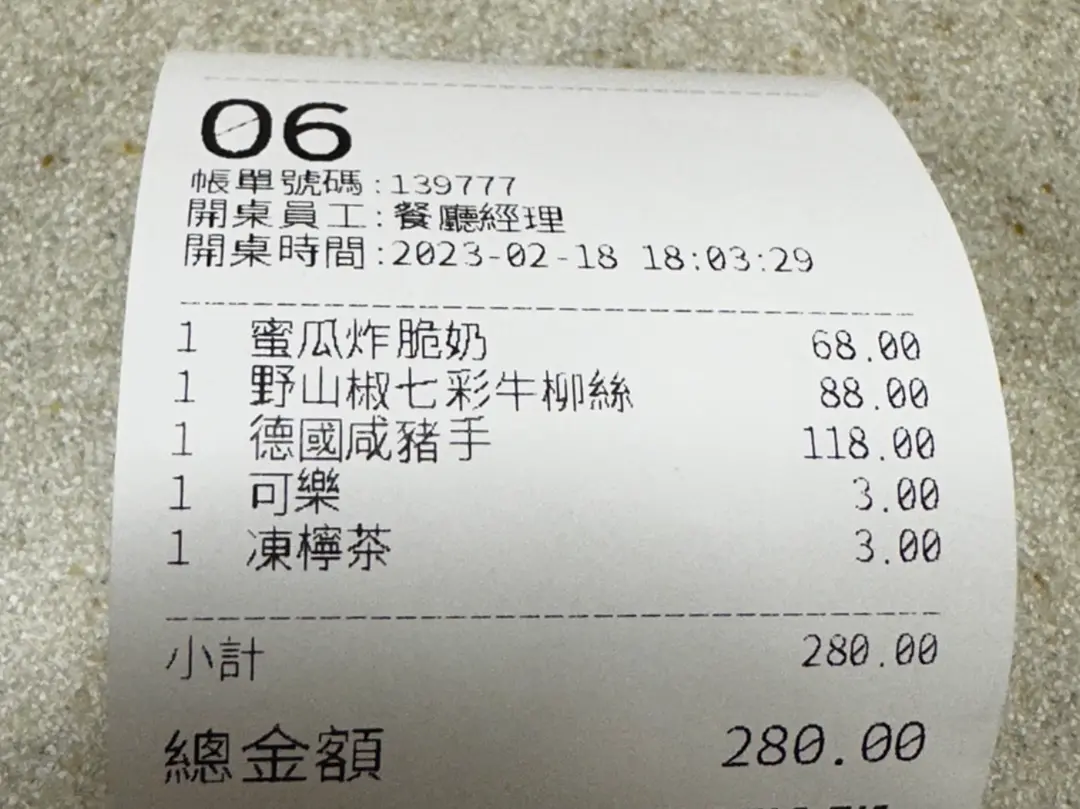 06
帳單號碼:139777
開桌員工:餐廳經理
開桌時間:2023-02-18 18:03:29
1 蜜瓜炸脆奶 68.00
1 野山椒七彩牛柳絲 88.00
1 德國咸豬手 118.00
1 可樂 3.00
1 凍檸茶 3.00
小計 280.00
總金額 280.00